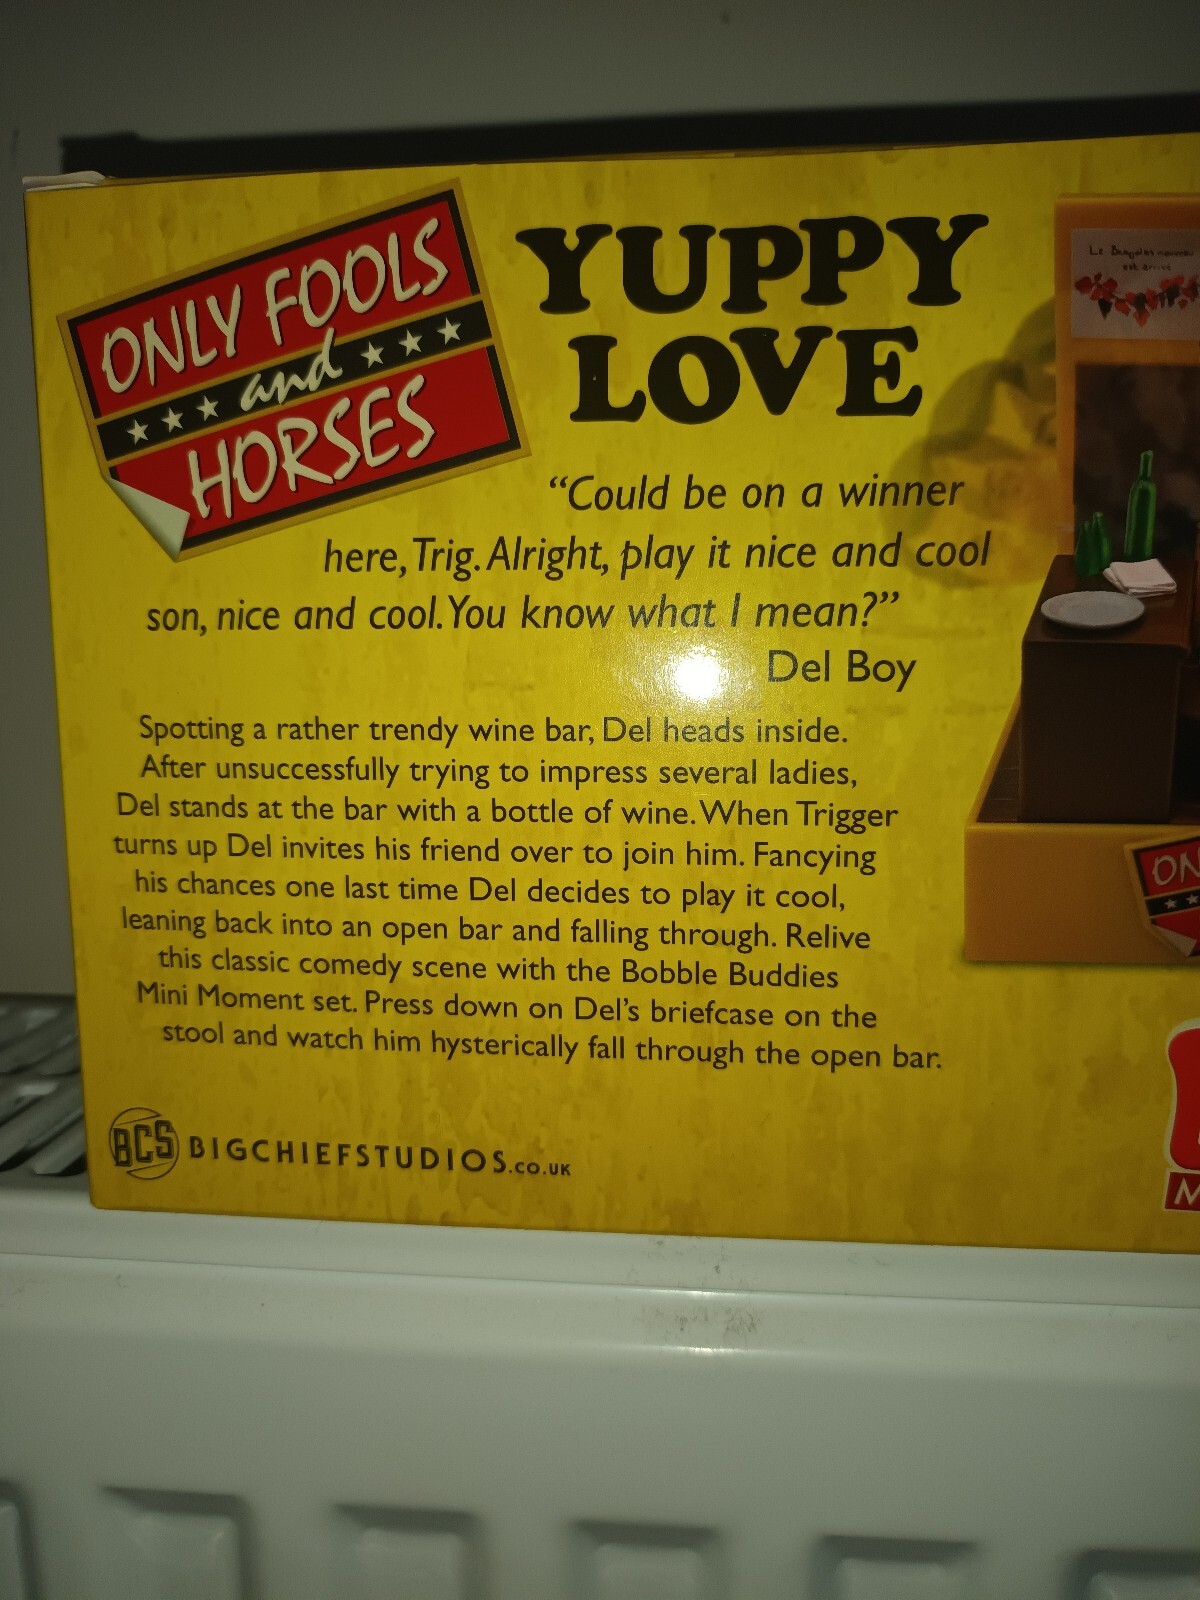 ONLY FOOLS
and
HORSES
YUPPY
LOVE
"Could be on a winner
here, Trig. Alright, play it nice and cool
son, nice and cool. You know what I mean?"
Del Boy
Spotting a rather trendy wine bar, Del heads inside.
After unsuccessfully trying to impress several ladies,
Del stands at the bar with a bottle of wine. When Trigger
turns up Del invites his friend over to join him. Fancying
his chances one last time Del decides to play it cool,
leaning back into an open bar and falling through. Relive
this classic comedy scene with the Bobble Buddies
Mini Moment set. Press down on Del's briefcase on the
stool and watch him hysterically fall through the open bar.
BCS BIGCHIEFSTUDIOS.CO.UK
Le
est arrivé
ON
M